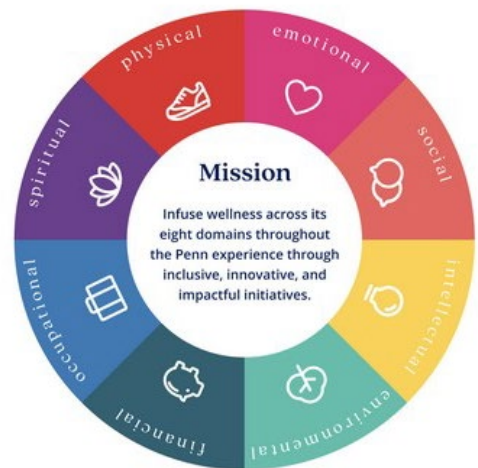 physical
emotional
social
intellectual
environmental
financial
occupational
spiritual
Mission
Infuse wellness across its
eight domains throughout
the Penn experience through
inclusive, innovative, and
impactful initiatives.